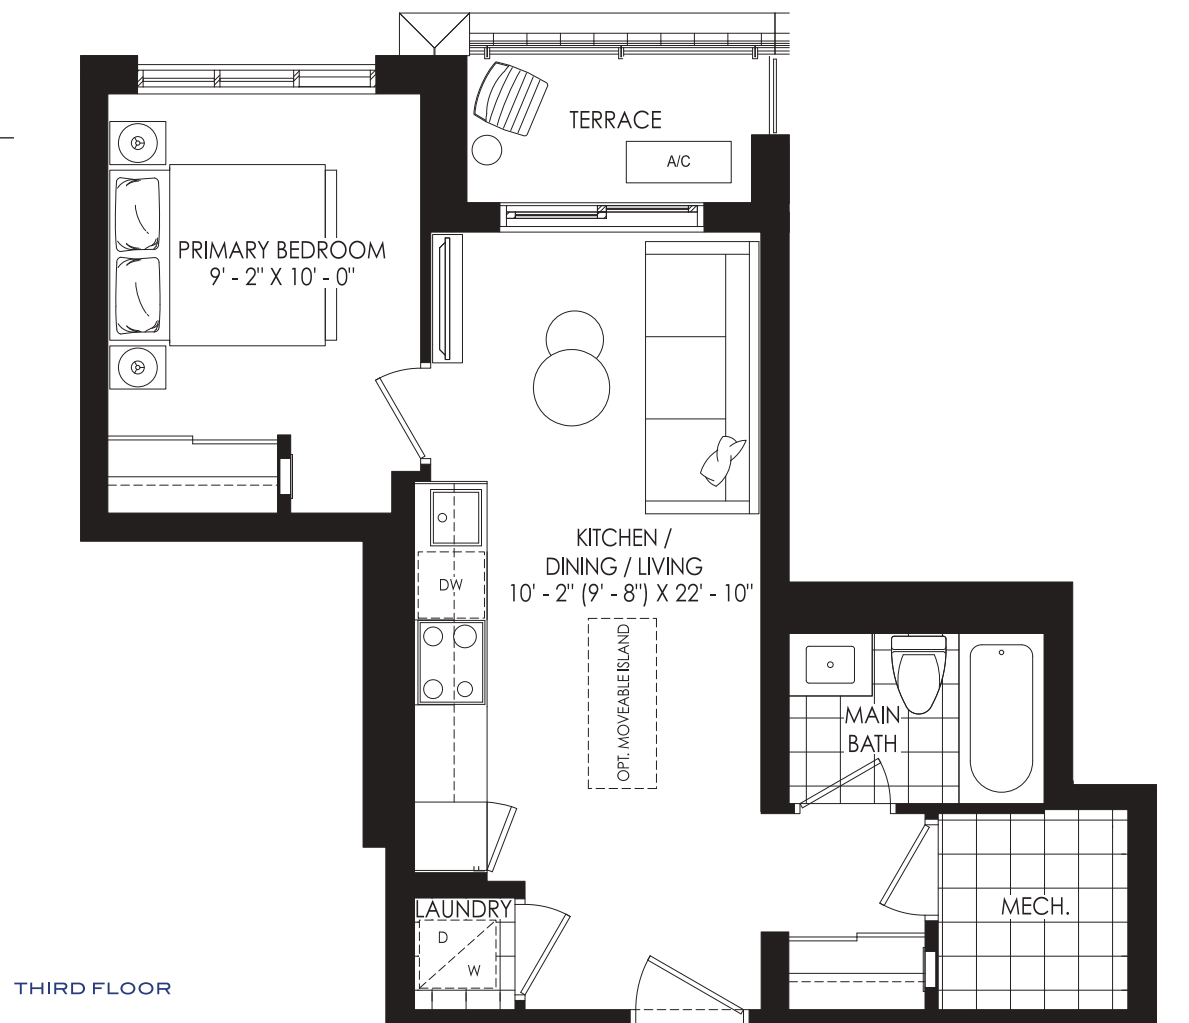 TERRACE
A/C
PRIMARY BEDROOM
9' - 2" X 10' - 0"
KITCHEN /
DINING / LIVING
10' - 2" (9' - 8") X 22' - 10"
DW
OPT. MOVEABLE ISLAND
MAIN
BATH
MECH.
LAUNDRY
D
W
THIRD FLOOR